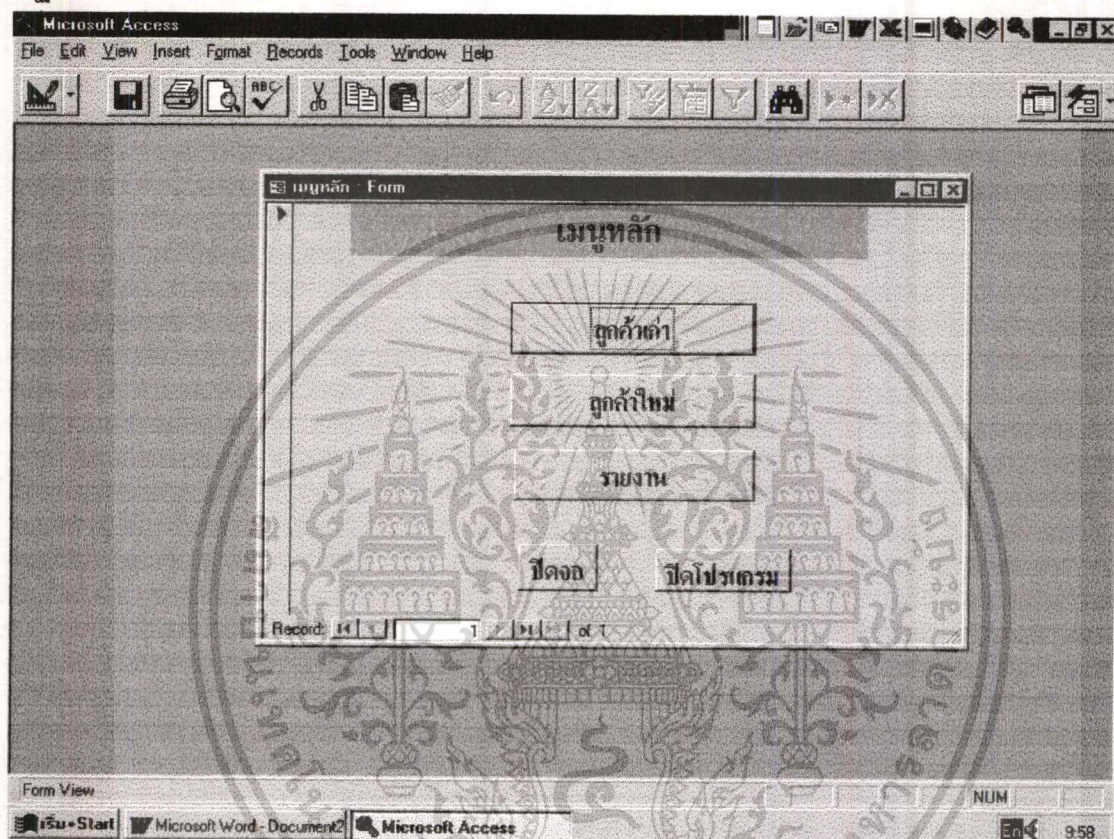 Microsoft Access
File Edit View Insert Format Records Tools Window Help
ABC
เมนูหลัก : Form
เมนูหลัก
ลูกค้าเก่า
ลูกค้าใหม่
รายงาน
ปิดจอ ปิดโปรแกรม
Record: 1 of 1
Form View NUM
เริ่ม+Start Microsoft Word - Document2 Microsoft Access En 9:58